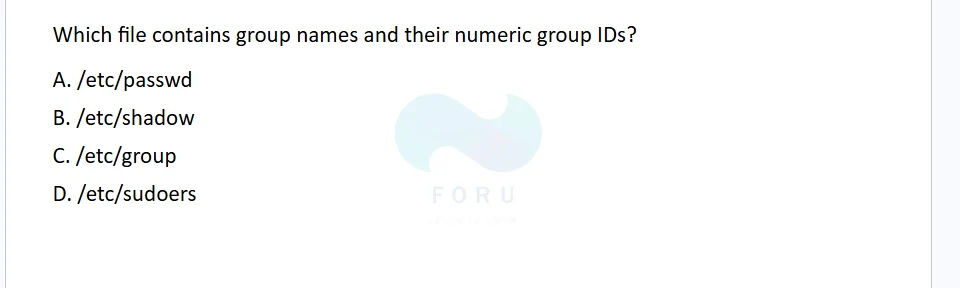 Which file contains group names and their numeric group IDs?
A. /etc/passwd
B. /etc/shadow
C. /etc/group
D. /etc/sudoers
FORU